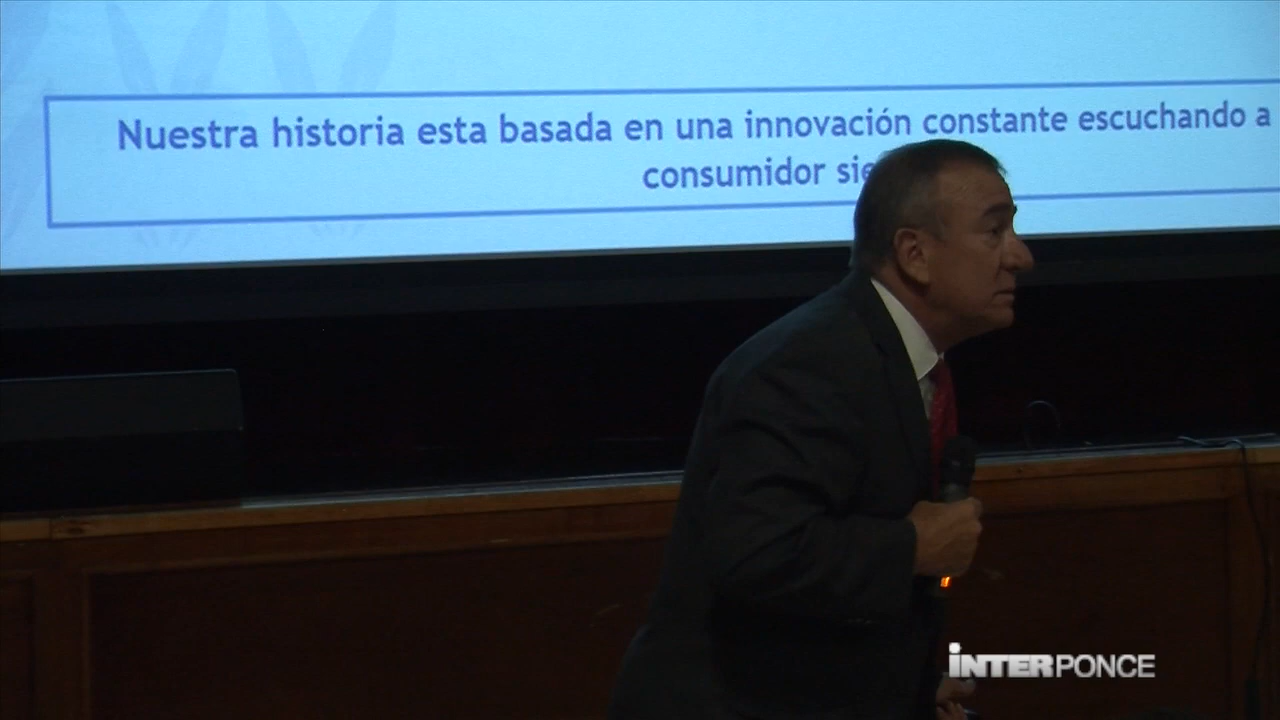 Nuestra historia esta basada en una innovación constante escuchando a
consumidor
iNTERPONCE